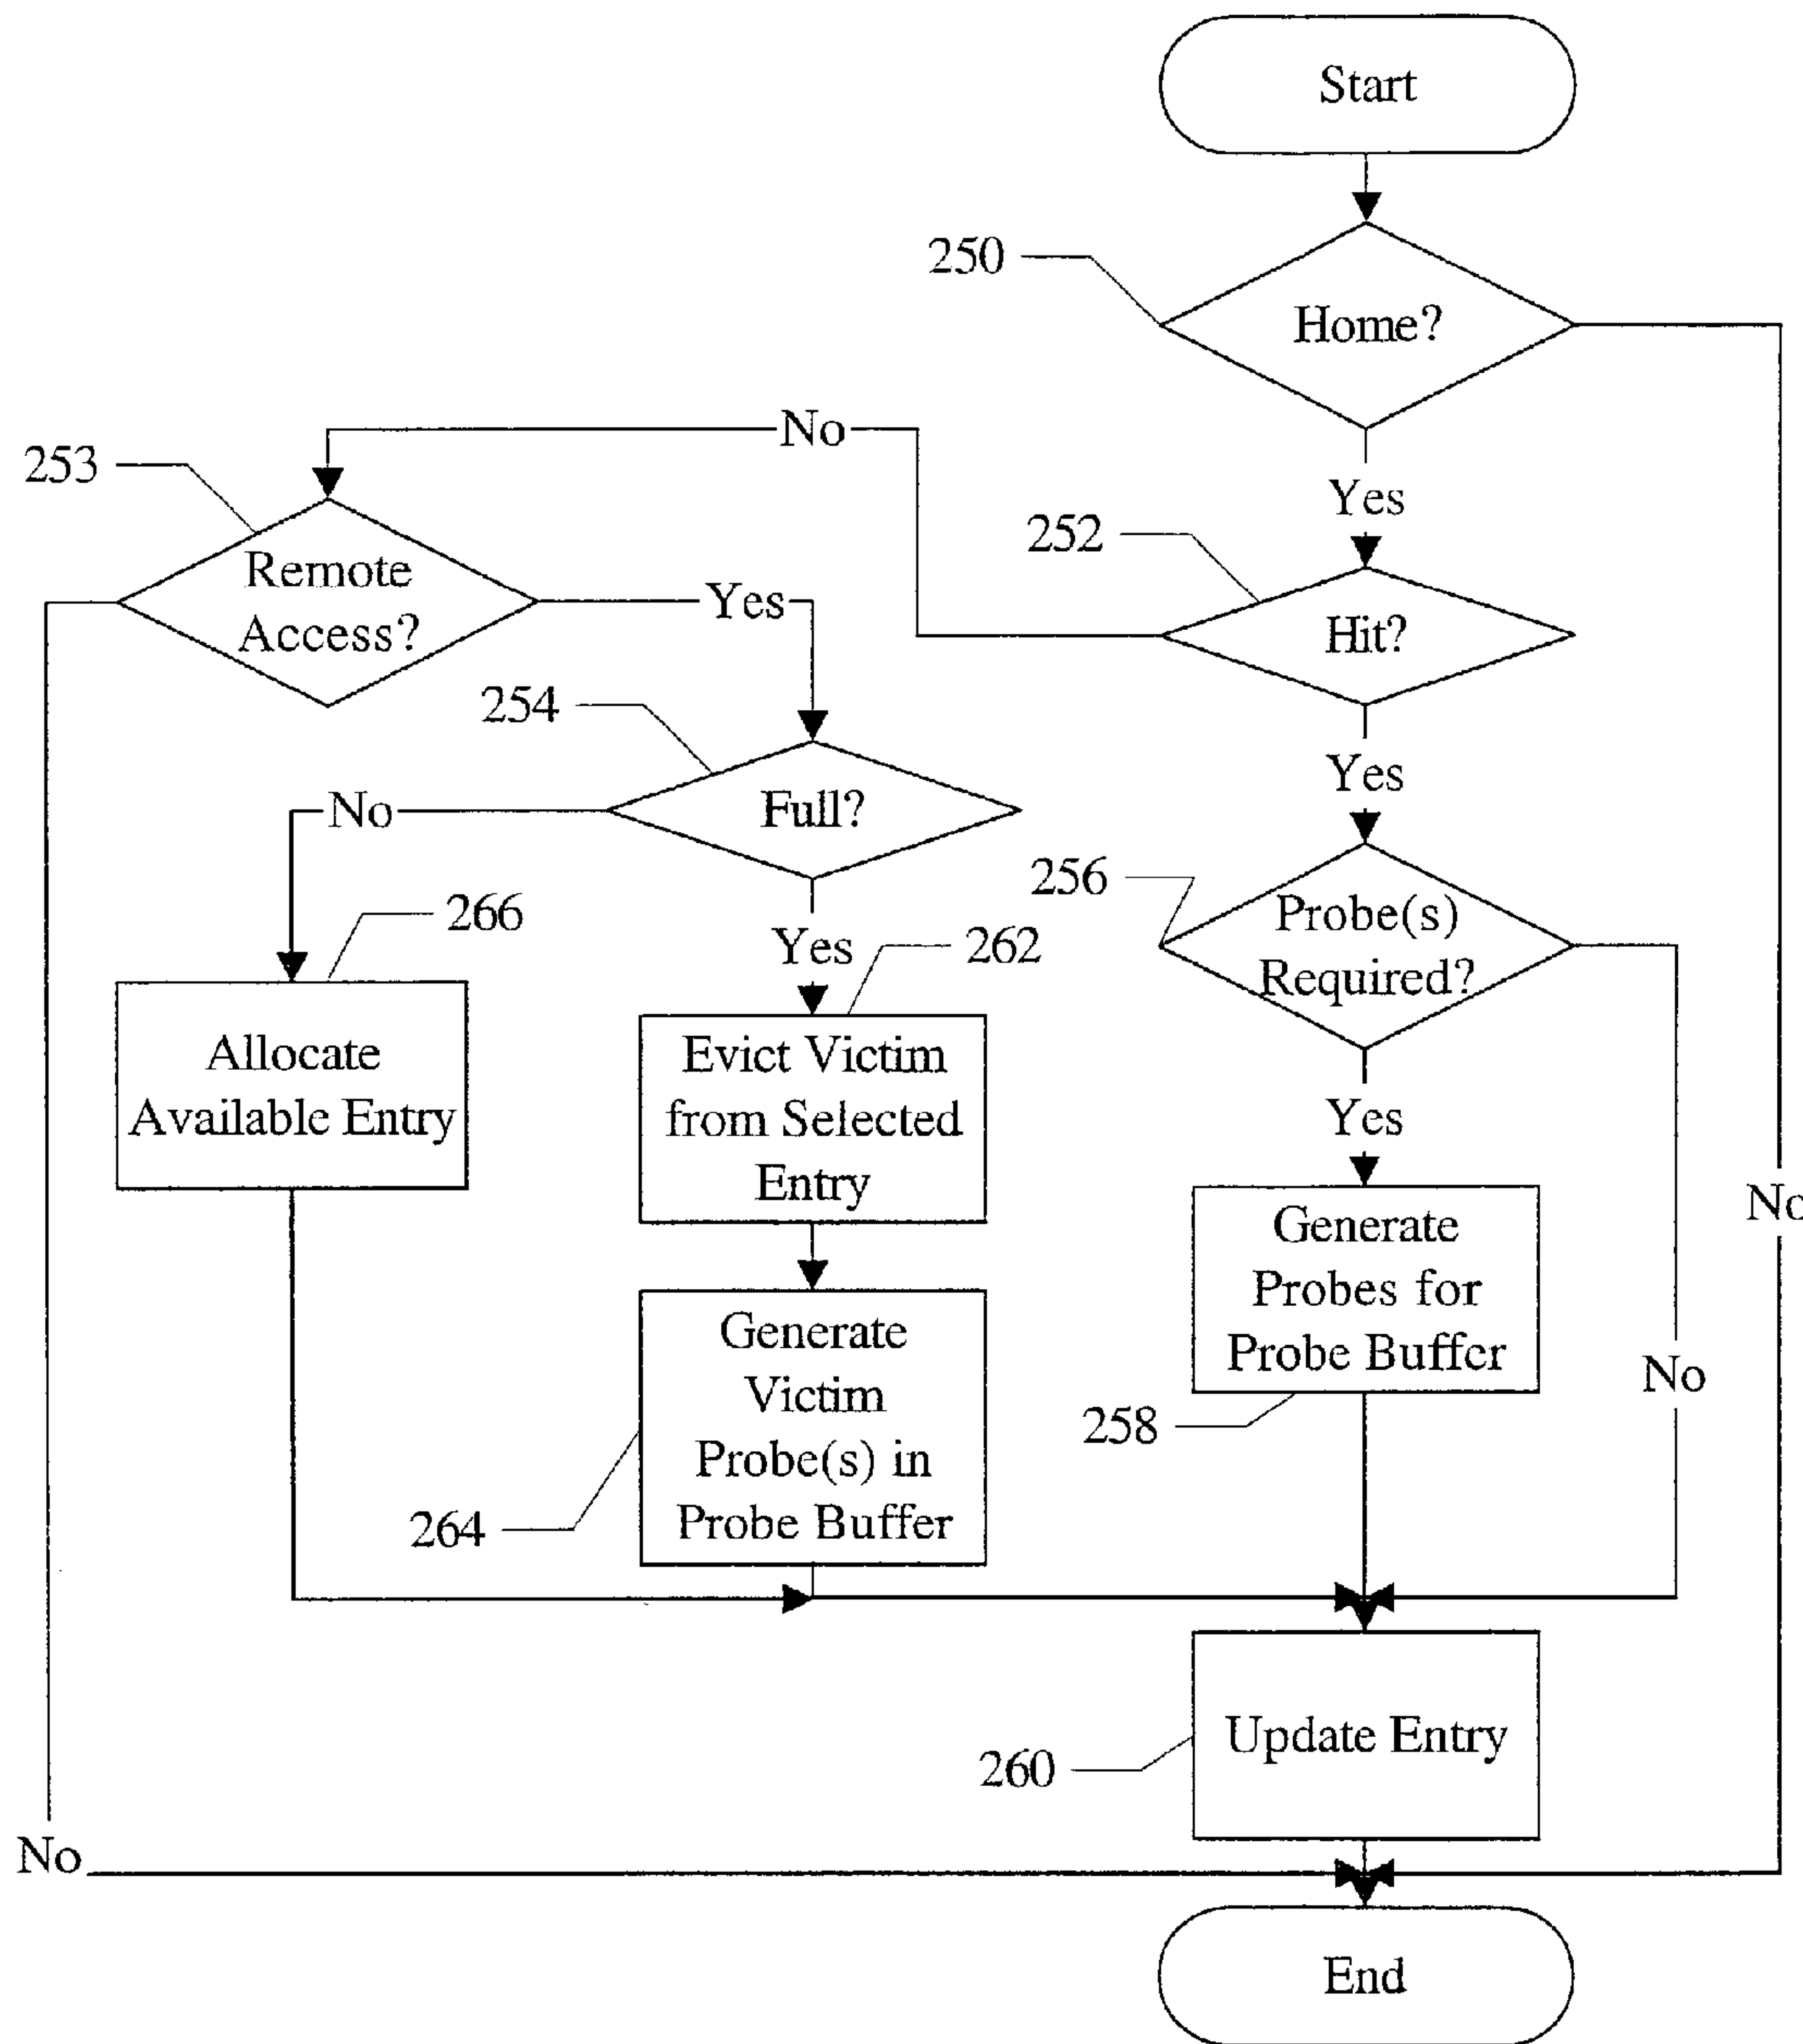 Start
250
Home?
No
253
Yes
252
Remote
Access?
Yes
Hit?
254
Yes
No
Full?
256
Probe(s)
Required?
266
Yes
262
Allocate
Available Entry
Evict Victim
from Selected
Entry
Yes
No
Generate
Probes for
Probe Buffer
Generate
Victim
Probe(s) in
Probe Buffer
No
258
264
Update Entry
260
No
End